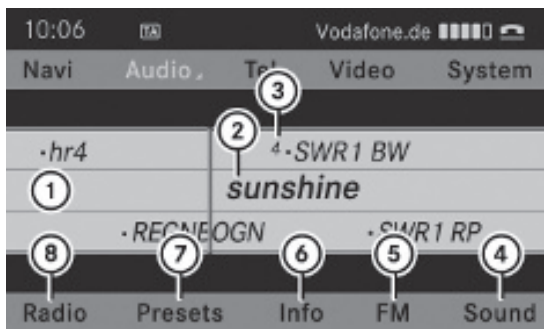 10:06 TA Vodafone.de
Navi Audio Tel Video System
3
2
·hr4 4·SWR1 BW
1 sunshine
·REGNEOGN ·SWR1 RP
8 7 6 5 4
Radio Presets Info FM Sound